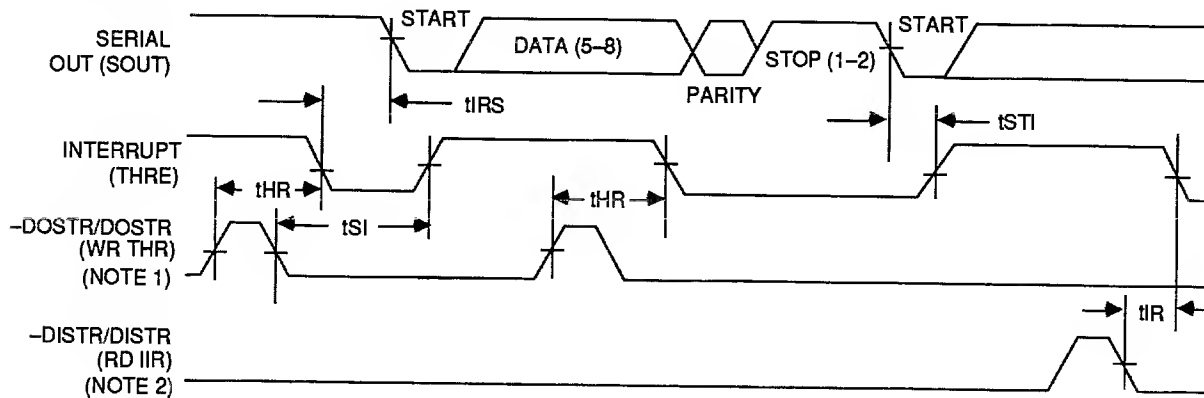 SERIAL
OUT (SOUT)
START
DATA (5–8)
PARITY
STOP (1–2)
START
tIRS
tSTI
INTERRUPT
(THRE)
tHR
tSI
tHR
–DOSTR/DOSTR
(WR THR)
(NOTE 1)
tIR
–DISTR/DISTR
(RD IIR)
(NOTE 2)